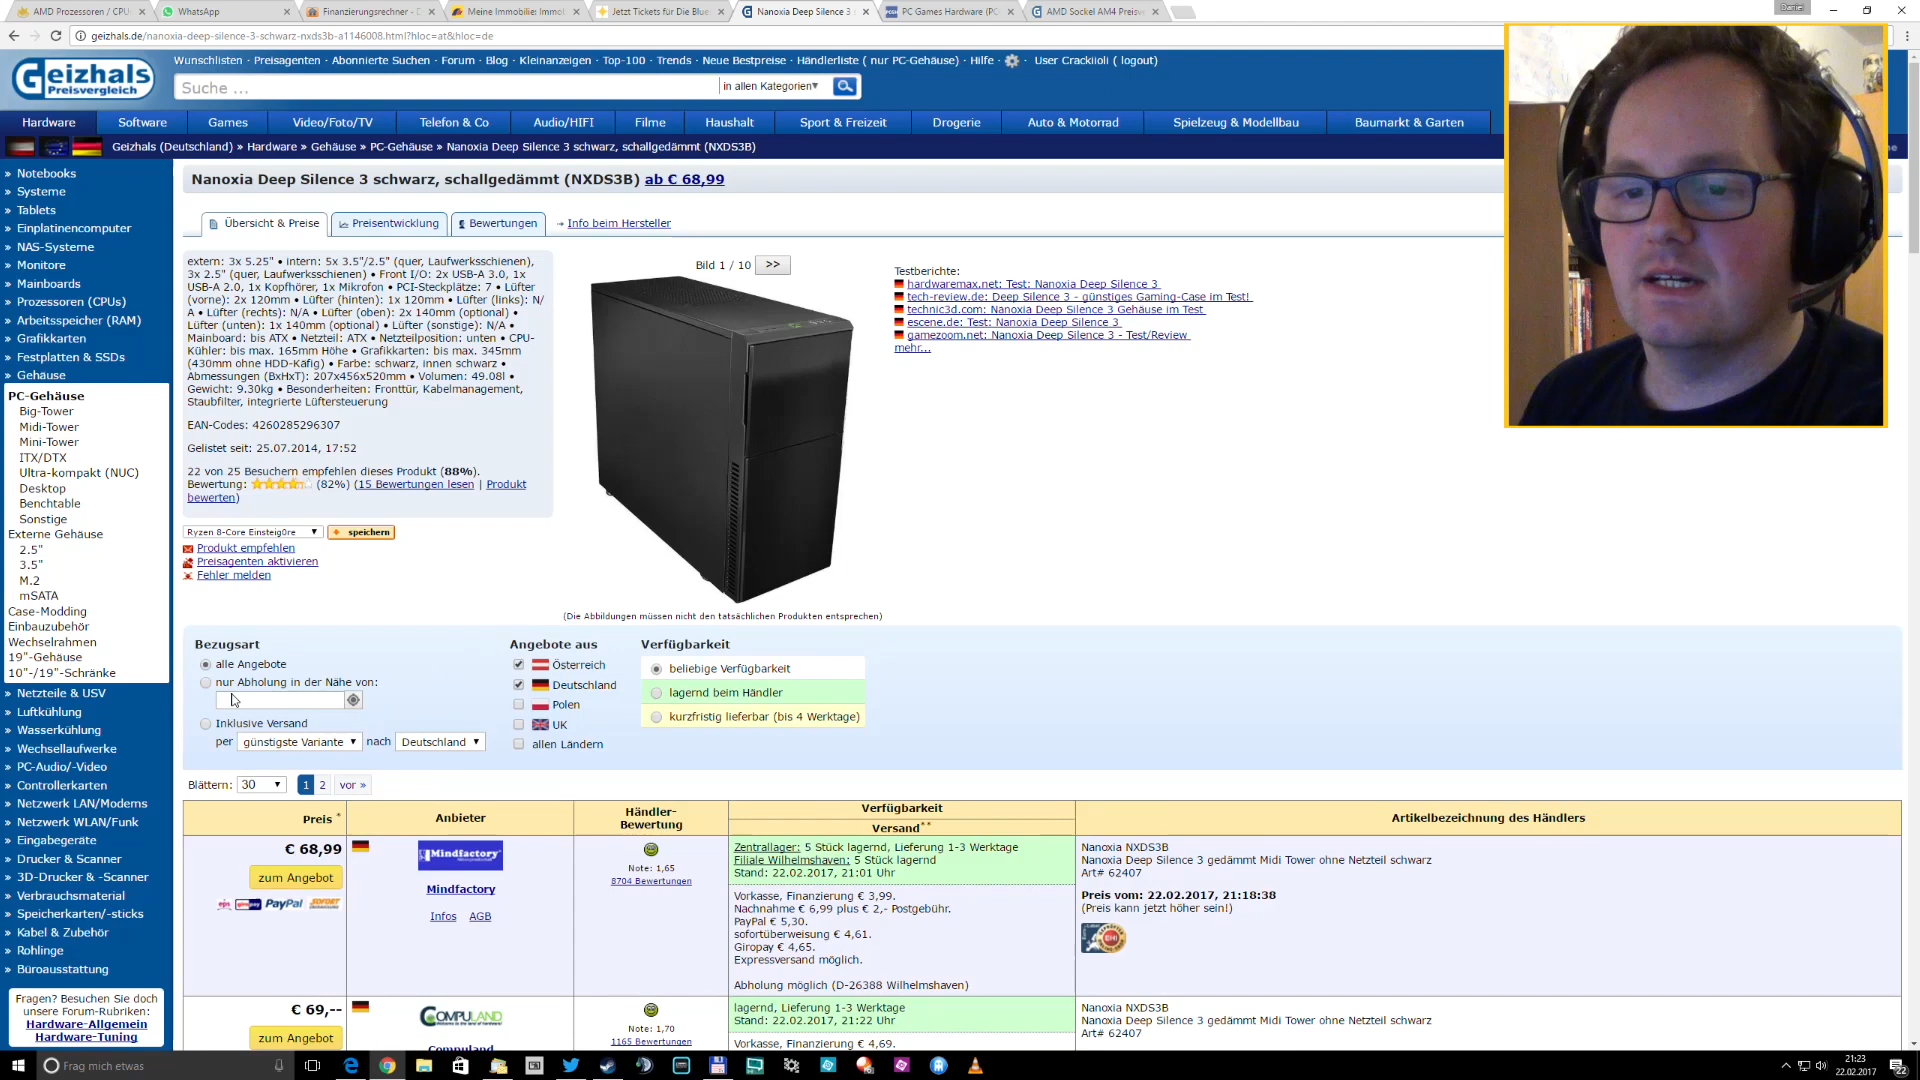 AMD Prozessoren / CPU
WhatsApp
Finanzierungsrechner -
Meine Immobilie: Immo
Jetzt Tickets für Die Blue
Nanoxia Deep Silence 3
PC Games Hardware (PC
AMD Sockel AM4 Preisv
Daniel
geizhals.de/nanoxia-deep-silence-3-schwarz-nxds3b-a1146008.html?hloc=at&hloc=de
Geizhals
Preisvergleich
Wunschlisten · Preisagenten · Abonnierte Suchen · Forum · Blog · Kleinanzeigen · Top-100 · Trends · Neue Bestpreise · Händlerliste ( nur PC-Gehäuse) · Hilfe · User Crackiioli ( logout)
Suche ...
in allen Kategorien
Hardware
Software
Games
Video/Foto/TV
Telefon & Co
Audio/HIFI
Filme
Haushalt
Sport & Freizeit
Drogerie
Auto & Motorrad
Spielzeug & Modellbau
Baumarkt & Garten
Geizhals (Deutschland) » Hardware » Gehäuse » PC-Gehäuse » Nanoxia Deep Silence 3 schwarz, schallgedämmt (NXDS3B)
» Notebooks
» Systeme
» Tablets
» Einplatinencomputer
» NAS-Systeme
» Monitore
» Mainboards
» Prozessoren (CPUs)
» Arbeitsspeicher (RAM)
» Grafikkarten
» Festplatten & SSDs
» Gehäuse
PC-Gehäuse
Big-Tower
Midi-Tower
Mini-Tower
ITX/DTX
Ultra-kompakt (NUC)
Desktop
Benchtable
Sonstige
Externe Gehäuse
2.5"
3.5"
M.2
mSATA
Case-Modding
Einbauzubehör
Wechselrahmen
19"-Gehäuse
10"-/19"-Schränke
» Netzteile & USV
» Luftkühlung
» Wasserkühlung
» Wechsellaufwerke
» PC-Audio/-Video
» Controllerkarten
» Netzwerk LAN/Modems
» Netzwerk WLAN/Funk
» Eingabegeräte
» Drucker & Scanner
» 3D-Drucker & -Scanner
» Verbrauchsmaterial
» Speicherkarten/-sticks
» Kabel & Zubehör
» Rohlinge
» Büroausstattung
Fragen? Besuchen Sie doch
unsere Forum-Rubriken:
Hardware-Allgemein
Hardware-Tuning
Nanoxia Deep Silence 3 schwarz, schallgedämmt (NXDS3B) ab € 68,99
Übersicht & Preise
Preisentwicklung
Bewertungen
Info beim Hersteller
extern: 3x 5.25" • intern: 5x 3.5"/2.5" (quer, Laufwerksschienen),
3x 2.5" (quer, Laufwerksschienen) • Front I/O: 2x USB-A 3.0, 1x
USB-A 2.0, 1x Kopfhörer, 1x Mikrofon • PCI-Steckplätze: 7 • Lüfter
(vorne): 2x 120mm • Lüfter (hinten): 1x 120mm • Lüfter (links): N/
A • Lüfter (rechts): N/A • Lüfter (oben): 2x 140mm (optional) •
Lüfter (unten): 1x 140mm (optional) • Lüfter (sonstige): N/A •
Mainboard: bis ATX • Netzteil: ATX • Netzteilposition: unten • CPU-
Kühler: bis max. 165mm Höhe • Grafikkarten: bis max. 345mm
(430mm ohne HDD-Käfig) • Farbe: schwarz, innen schwarz •
Abmessungen (BxHxT): 207x456x520mm • Volumen: 49.08l •
Gewicht: 9.30kg • Besonderheiten: Fronttür, Kabelmanagement,
Staubfilter, integrierte Lüftersteuerung
EAN-Codes: 4260285296307
Gelistet seit: 25.07.2014, 17:52
22 von 25 Besuchern empfehlen dieses Produkt (88%).
Bewertung: (82%) (15 Bewertungen lesen | Produkt
bewerten)
Ryzen 8-Core Einsteig0re
speichern
Produkt empfehlen
Preisagenten aktivieren
Fehler melden
Bild 1 / 10 >>
(Die Abbildungen müssen nicht den tatsächlichen Produkten entsprechen)
Testberichte:
hardwaremax.net: Test: Nanoxia Deep Silence 3
tech-review.de: Deep Silence 3 - günstiges Gaming-Case im Test!
technic3d.com: Nanoxia Deep Silence 3 Gehäuse im Test
escene.de: Test: Nanoxia Deep Silence 3
gamezoom.net: Nanoxia Deep Silence 3 - Test/Review
mehr...
Bezugsart
alle Angebote
nur Abholung in der Nähe von:
Inklusive Versand
per günstigste Variante nach Deutschland
Angebote aus
Österreich
Deutschland
Polen
UK
allen Ländern
Verfügbarkeit
beliebige Verfügbarkeit
lagernd beim Händler
kurzfristig lieferbar (bis 4 Werktage)
Blättern: 30 1 2 vor »
Preis *
Anbieter
Händler-
Bewertung
Verfügbarkeit
Versand**
Artikelbezeichnung des Händlers
€ 68,99
zum Angebot
eps giropay PayPal SOFORT
Mindfactory
Mindfactory
Infos AGB
Note: 1,65
8704 Bewertungen
Zentrallager: 5 Stück lagernd, Lieferung 1-3 Werktage
Filiale Wilhelmshaven: 5 Stück lagernd
Stand: 22.02.2017, 21:01 Uhr
Vorkasse, Finanzierung € 3,99.
Nachnahme € 6,99 plus € 2,- Postgebühr.
PayPal € 5,30.
sofortüberweisung € 4,61.
Giropay € 4,65.
Expressversand möglich.
Abholung möglich (D-26388 Wilhelmshaven)
Nanoxia NXDS3B
Nanoxia Deep Silence 3 gedämmt Midi Tower ohne Netzteil schwarz
Art# 62407
Preis vom: 22.02.2017, 21:18:38
(Preis kann jetzt höher sein!)
EHI
€ 69,--
zum Angebot
COMPULAND
Compuland
Note: 1,70
1165 Bewertungen
lagernd, Lieferung 1-3 Werktage
Stand: 22.02.2017, 21:22 Uhr
Vorkasse, Finanzierung € 4,69.
Nanoxia NXDS3B
Nanoxia Deep Silence 3 gedämmt Midi Tower ohne Netzteil schwarz
Art# 62407
Frag mich etwas
21:23
22.02.2017
22